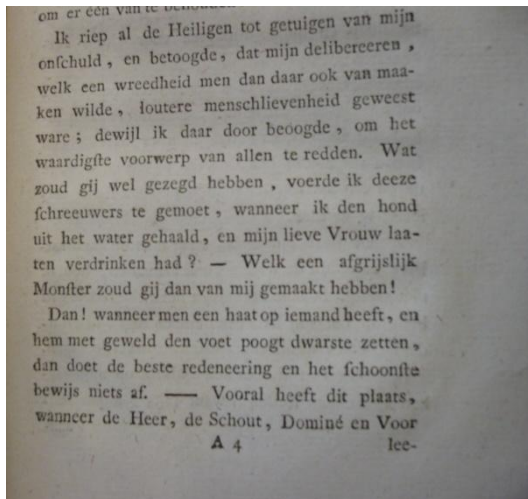 om er één van te behouden
Ik riep al de Heiligen tot getuigen van mijn
onſchuld, en betoogde, dat mijn delibereeren,
welk een wreedheid men dan daar ook van maa-
ken wilde, loutere menschlievenheid geweest
ware; dewijl ik daar door beoogde, om het
waardigſte voorwerp van allen te redden. Wat
zoud gij wel gezegd hebben, voerde ik deeze
ſchreeuwers te gemoet, wanneer ik den hond
uit het water gehaald, en mijn lieve Vrouw laa-
ten verdrinken had? — Welk een afgrijslijk
Monſter zoud gij dan van mij gemaakt hebben!
Dan! wanneer men een haat op iemand heeft, en
hem met geweld den voet poogt dwarste zetten,
dan doet de beste redeneering en het ſchoonſte
bewijs niets af. — Vooral heeft dit plaats,
wanneer de Heer, de Schout, Dominé en Voor
A 4 lee-